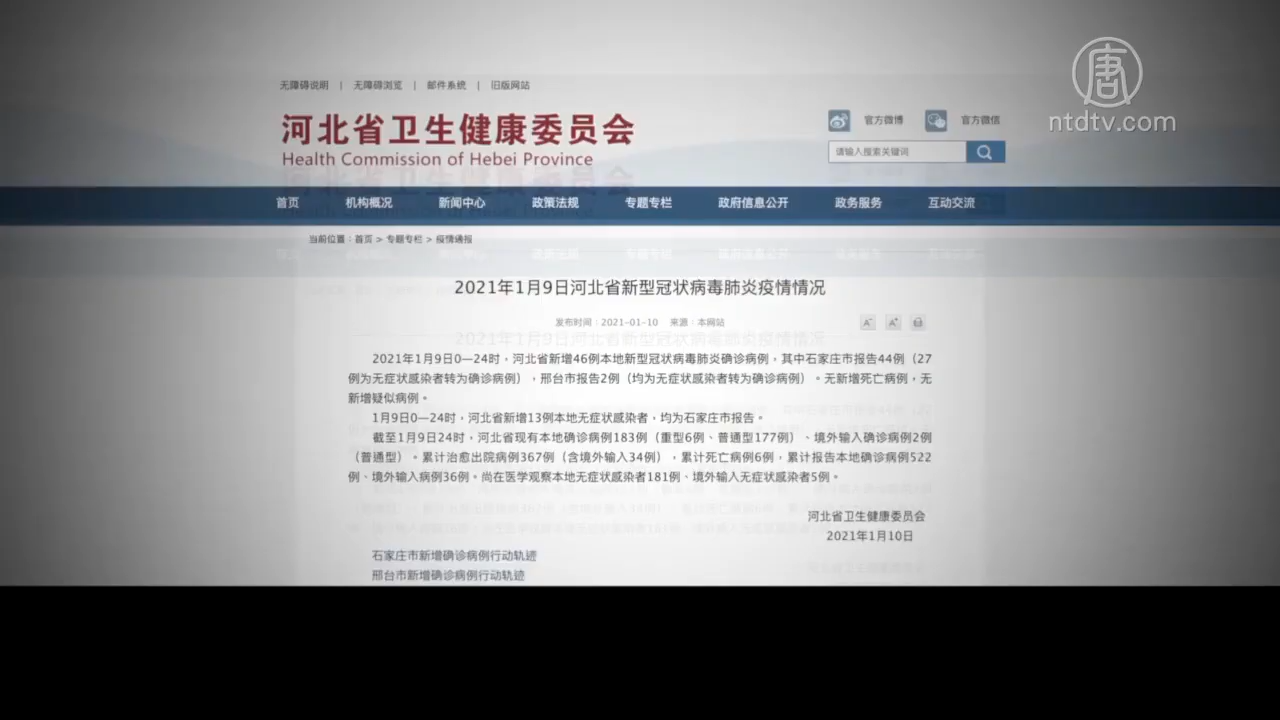 无障碍说明 | 无障碍浏览 | 邮件系统 | 旧版网站
唐
ntdtv.com
河北省卫生健康委员会
Health Commission of Hebei Province
官方微博 官方微信
请输入搜索关键词
首页 机构概况 新闻中心 政策法规 专题专栏 政府信息公开 政务服务 互动交流
当前位置：首页 > 专题专栏 > 疫情通报
2021年1月9日河北省新型冠状病毒肺炎疫情情况
发布时间：2021-01-10 来源：本网站
A- A+
2021年1月9日0—24时，河北省新增46例本地新型冠状病毒肺炎确诊病例，其中石家庄市报告44例（27
例为无症状感染者转为确诊病例），邢台市报告2例（均为无症状感染者转为确诊病例）。无新增死亡病例，无
新增疑似病例。
1月9日0—24时，河北省新增13例本地无症状感染者，均为石家庄市报告。
截至1月9日24时，河北省现有本地确诊病例183例（重型6例、普通型177例）、境外输入确诊病例2例
（普通型）。累计治愈出院病例367例（含境外输入34例），累计死亡病例6例，累计报告本地确诊病例522
例、境外输入病例36例。尚在医学观察本地无症状感染者181例、境外输入无症状感染者5例。
河北省卫生健康委员会
2021年1月10日
石家庄市新增确诊病例行动轨迹
邢台市新增确诊病例行动轨迹